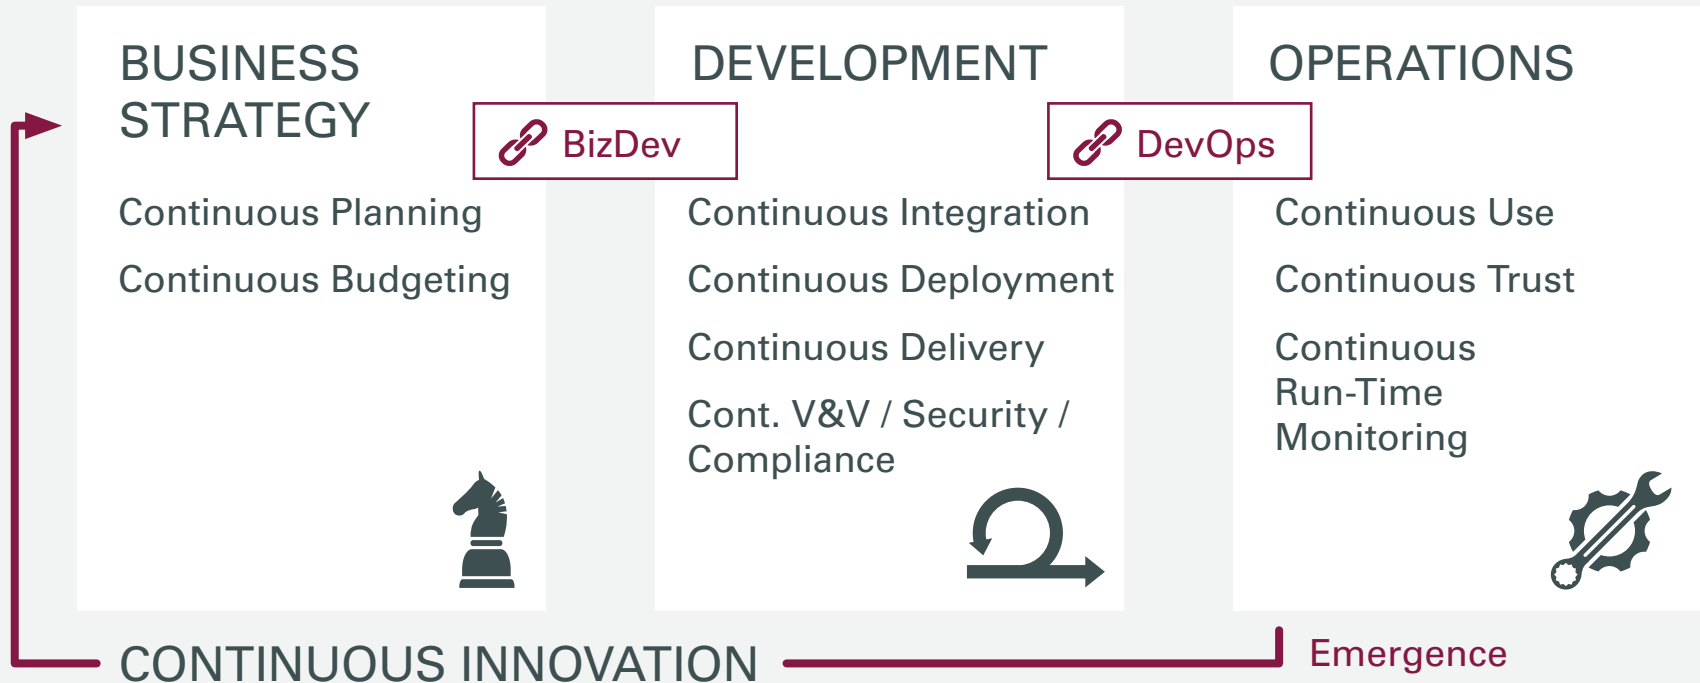 BUSINESS
STRATEGY
Continuous Planning
Continuous Budgeting
BizDev
DEVELOPMENT
Continuous Integration
Continuous Deployment
Continuous Delivery
Cont. V&V / Security /
Compliance
DevOps
OPERATIONS
Continuous Use
Continuous Trust
Continuous
Run-Time
Monitoring
CONTINUOUS INNOVATION
Emergence